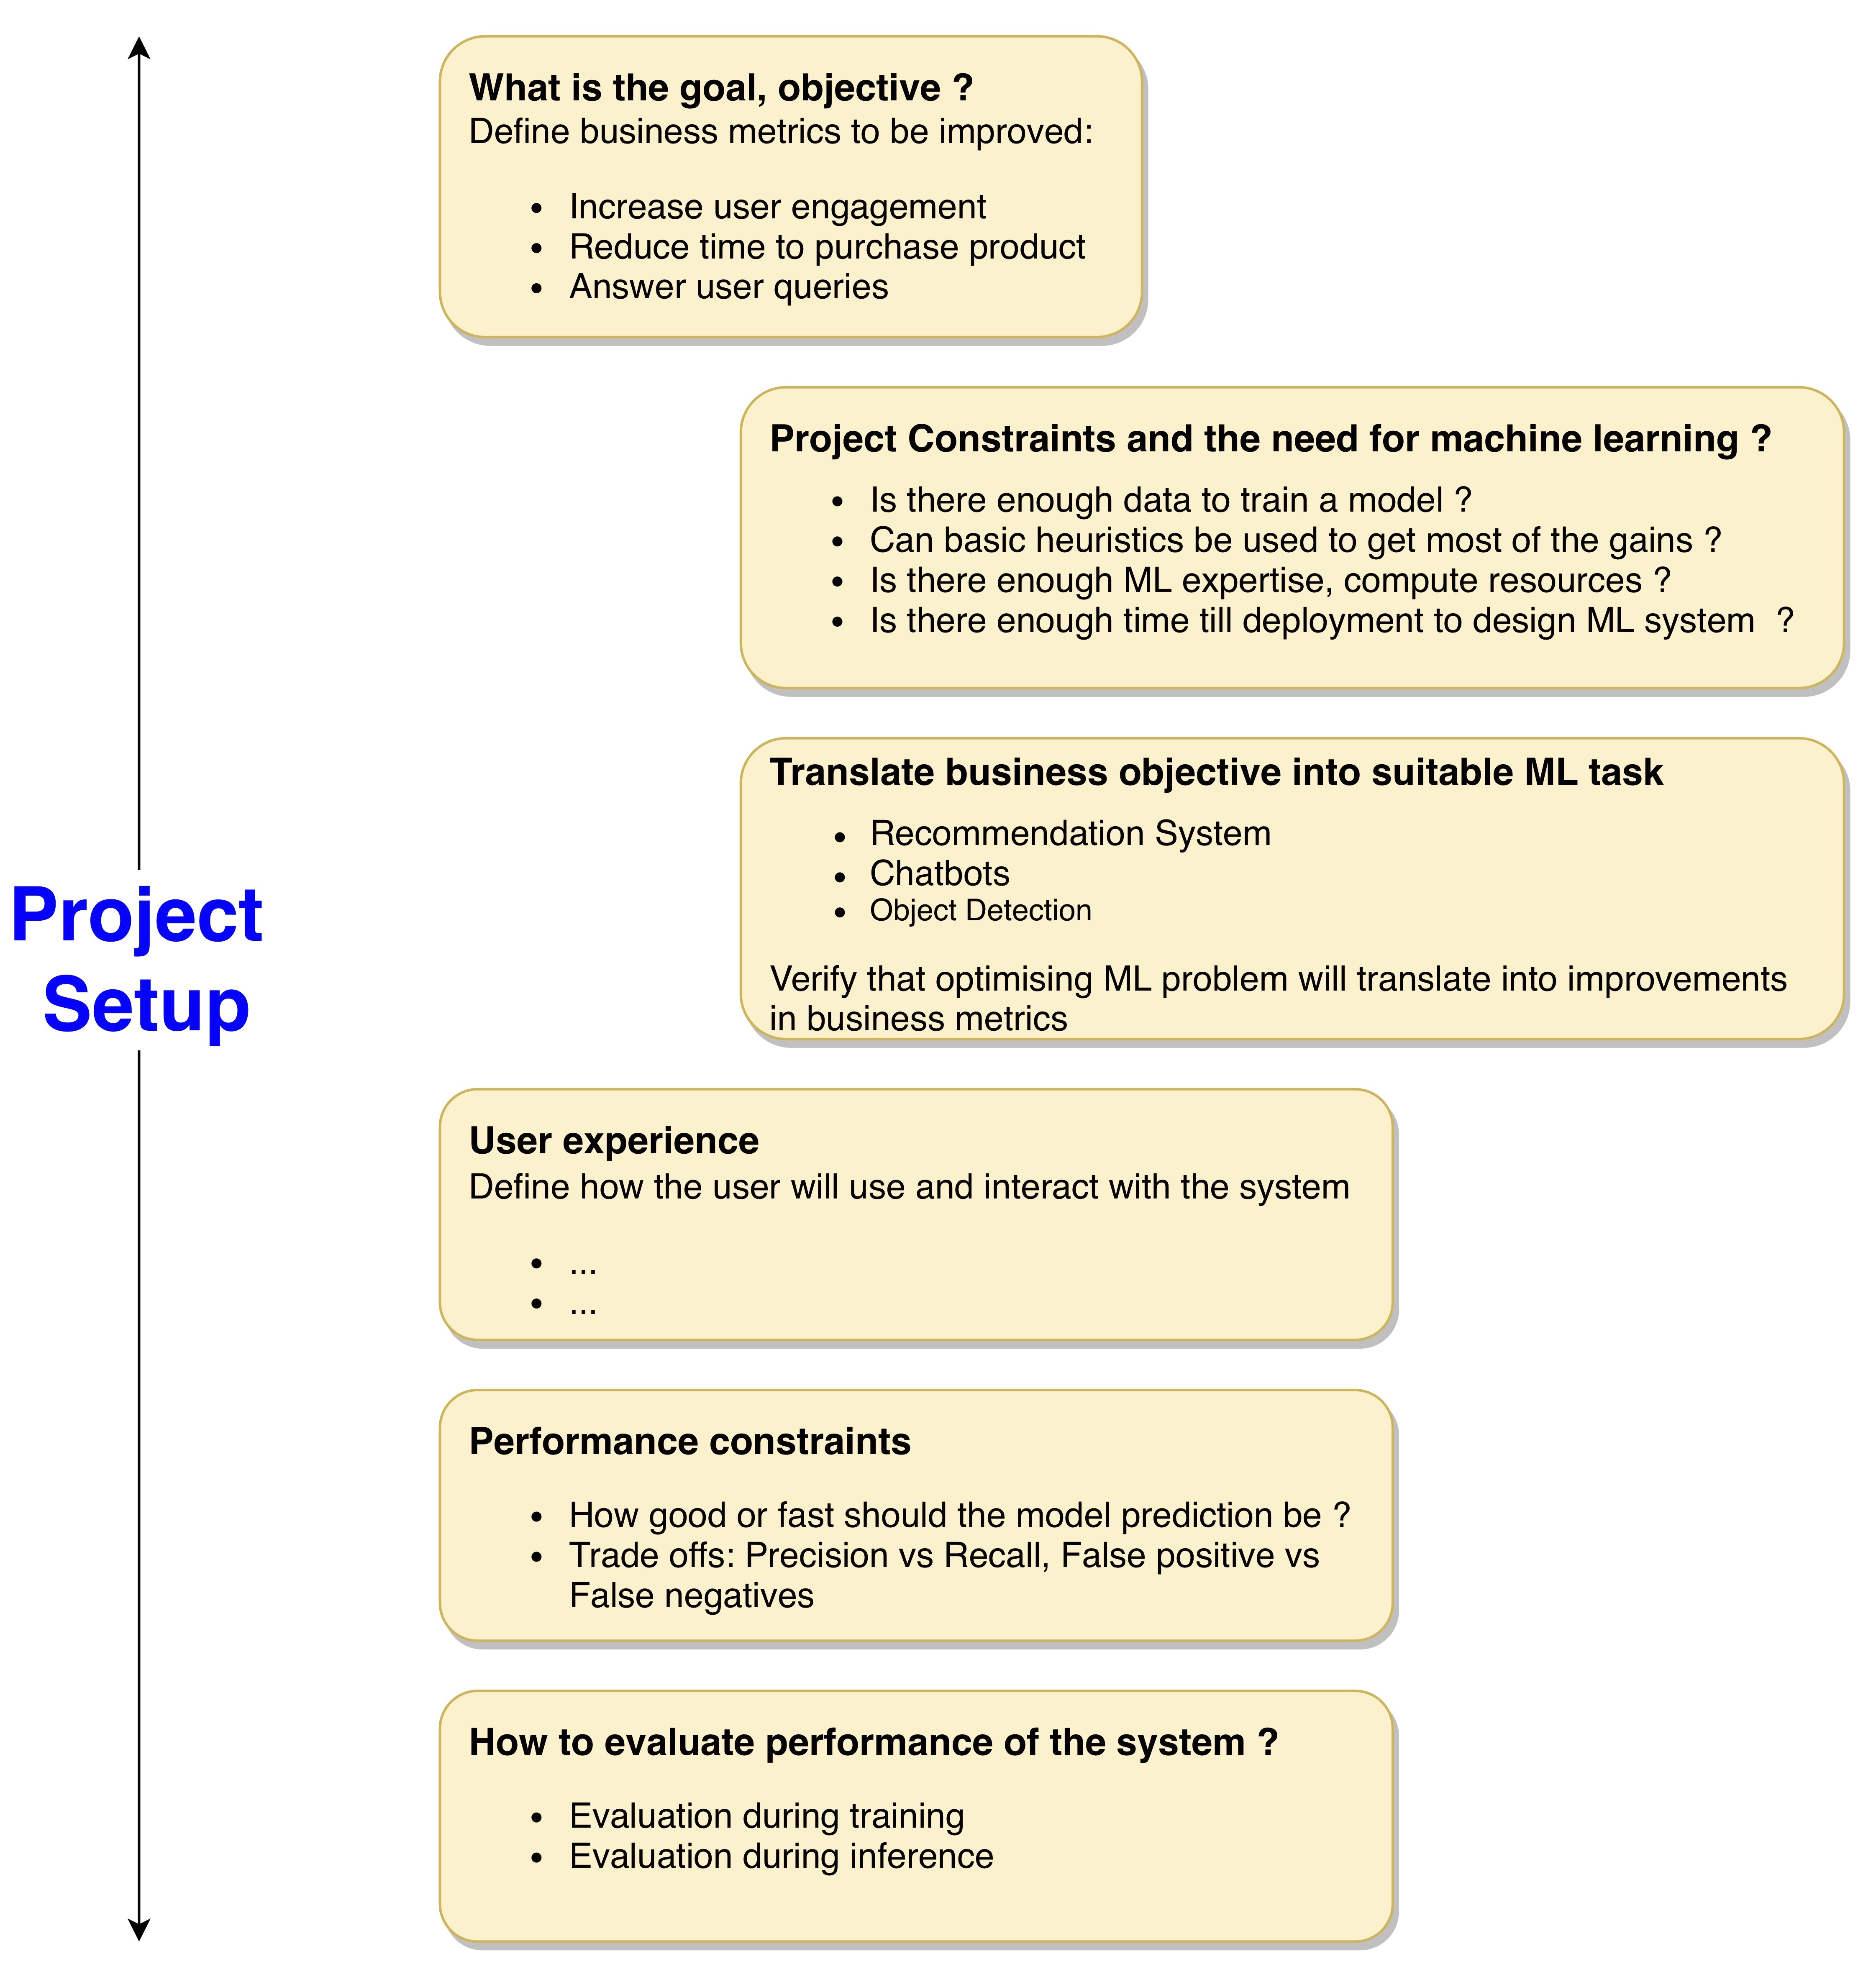 What is the goal, objective ?
Define business metrics to be improved:
• Increase user engagement
• Reduce time to purchase product
• Answer user queries
Project Constraints and the need for machine learning ?
• Is there enough data to train a model ?
• Can basic heuristics be used to get most of the gains ?
• Is there enough ML expertise, compute resources ?
• Is there enough time till deployment to design ML system  ?
Translate business objective into suitable ML task
• Recommendation System
• Chatbots
• Object Detection
Verify that optimising ML problem will translate into improvements
in business metrics
Project
Setup
User experience
Define how the user will use and interact with the system
• ...
• ...
Performance constraints
• How good or fast should the model prediction be ?
• Trade offs: Precision vs Recall, False positive vs
False negatives
How to evaluate performance of the system ?
• Evaluation during training
• Evaluation during inference